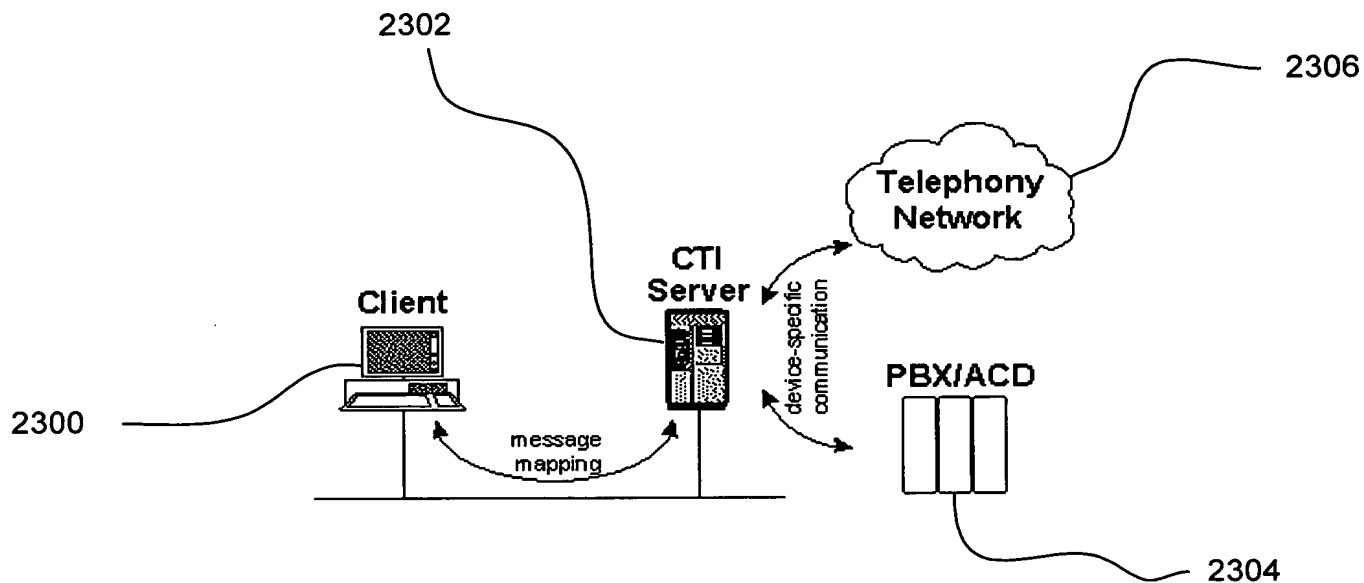 2302
2306
Telephony
Network
CTI
Server
Client
device-specific
communication
PBX/ACD
2300
message
mapping
2304